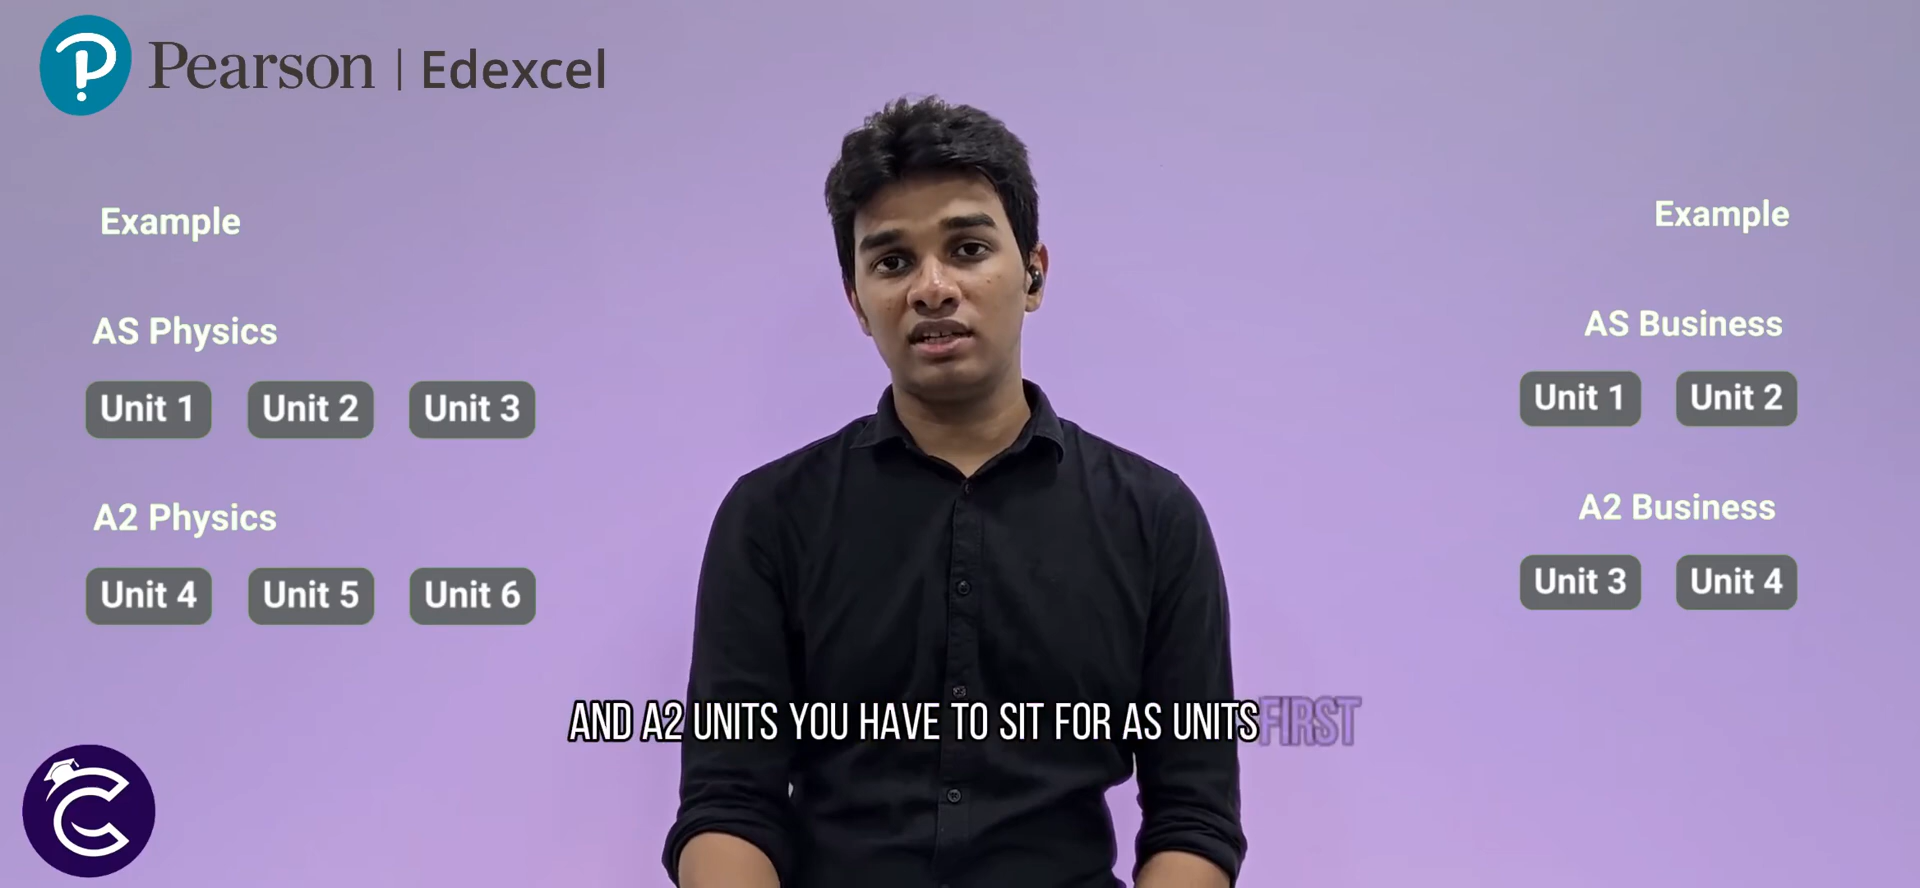 Pearson | Edexcel
Example
AS Physics
Unit 1 Unit 2 Unit 3
A2 Physics
Unit 4 Unit 5 Unit 6
Example
AS Business
Unit 1 Unit 2
A2 Business
Unit 3 Unit 4
AND A2 UNITS YOU HAVE TO SIT FOR AS UNITS FIRST